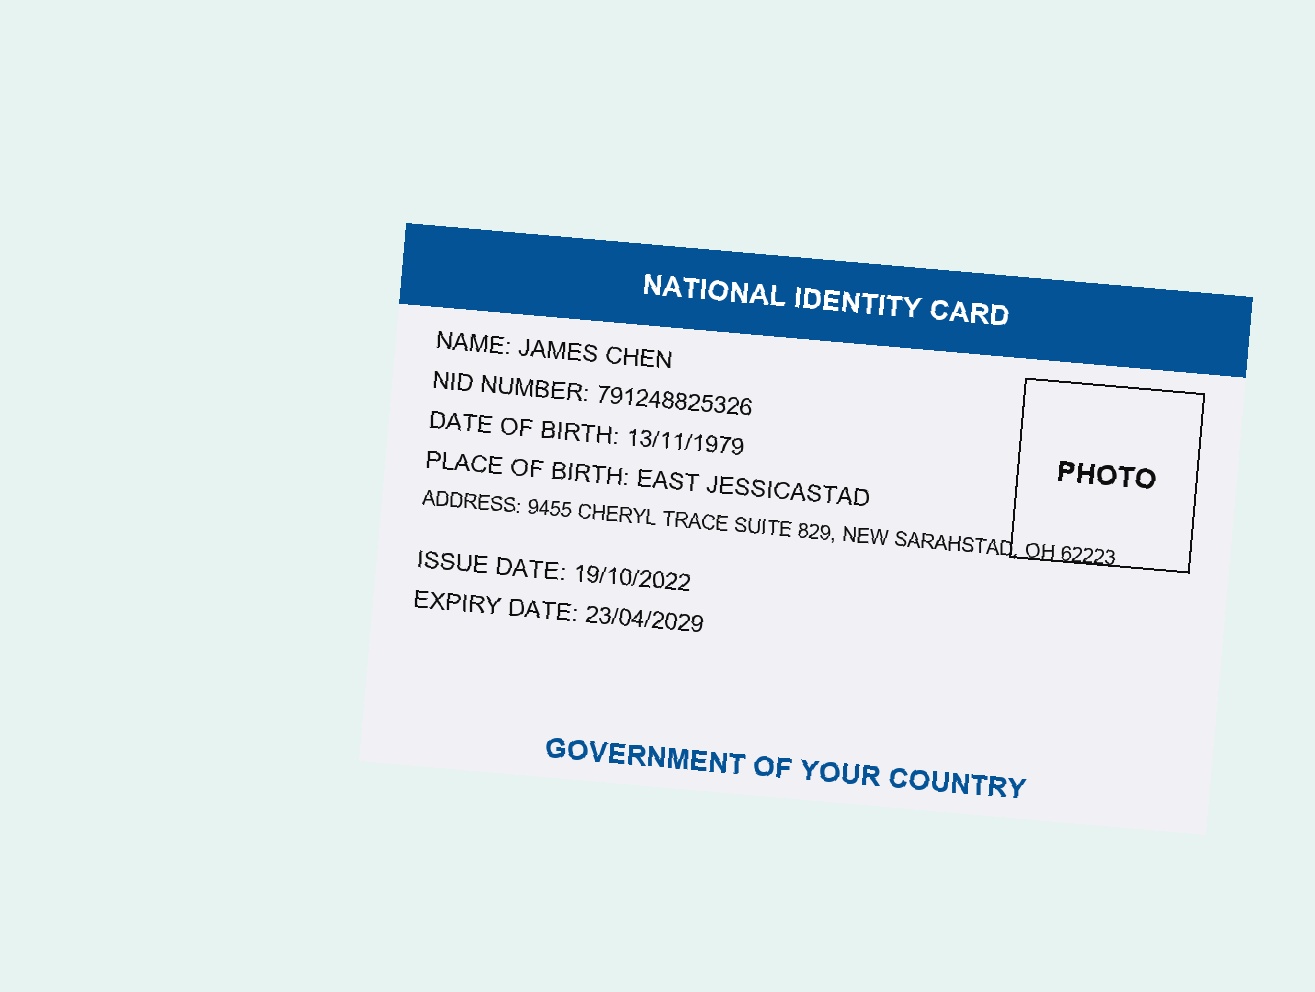 NATIONAL IDENTITY CARD
NAME: JAMES CHEN
NID NUMBER: 791248825326
DATE OF BIRTH: 13/11/1979
PLACE OF BIRTH: EAST JESSICASTAD
ADDRESS: 9455 CHERYL TRACE SUITE 829, NEW SARAHSTAD, OH 62223
PHOTO
ISSUE DATE: 19/10/2022
EXPIRY DATE: 23/04/2029
GOVERNMENT OF YOUR COUNTRY